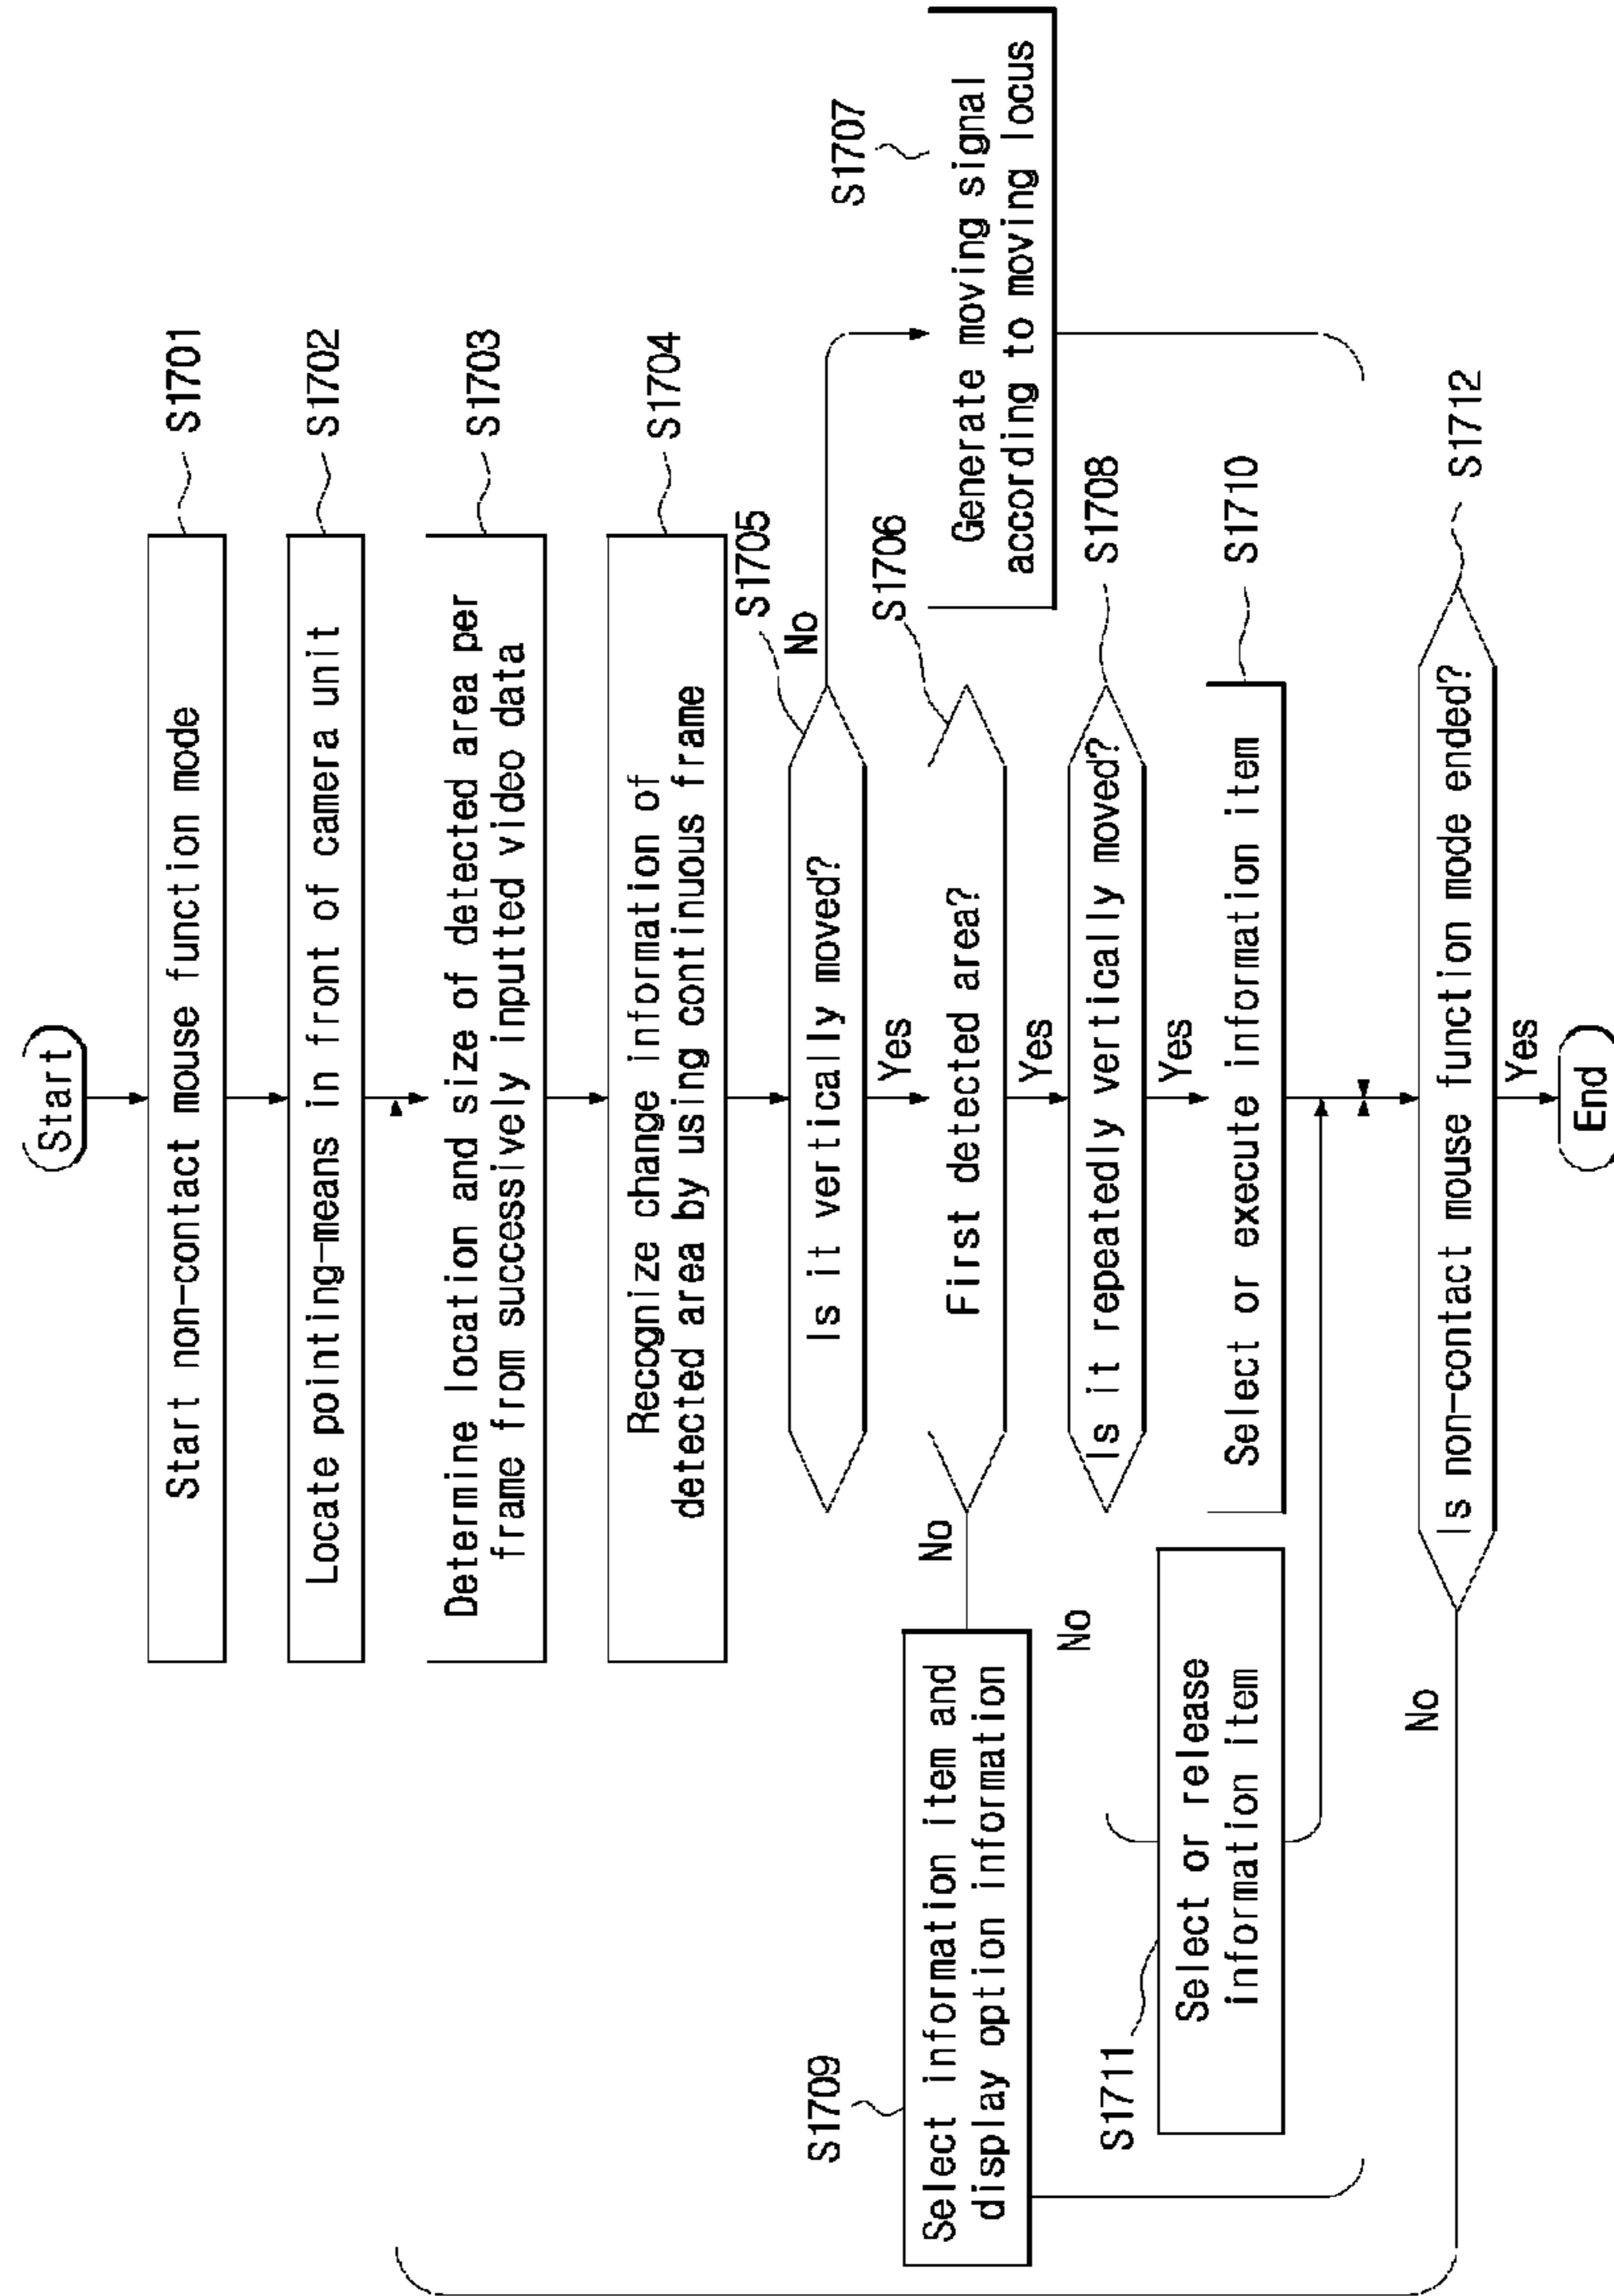 Start
Start non-contact mouse function mode
S1701
Locate pointing-means in front of camera unit
S1702
Determine location and size of detected area per
frame from successively inputted video data
S1703
Recognize change information of
detected area by using continuous frame
S1704
Is it vertically moved?
S1705
No
Yes
First detected area?
S1706
No
Yes
Generate moving signal
according to moving locus
S1707
S1709
Select information item and
display option information
Is it repeatedly vertically moved?
S1708
No
Yes
Select or execute information item
S1710
S1711
Select or release
information item
Is non-contact mouse function mode ended?
S1712
No
Yes
End